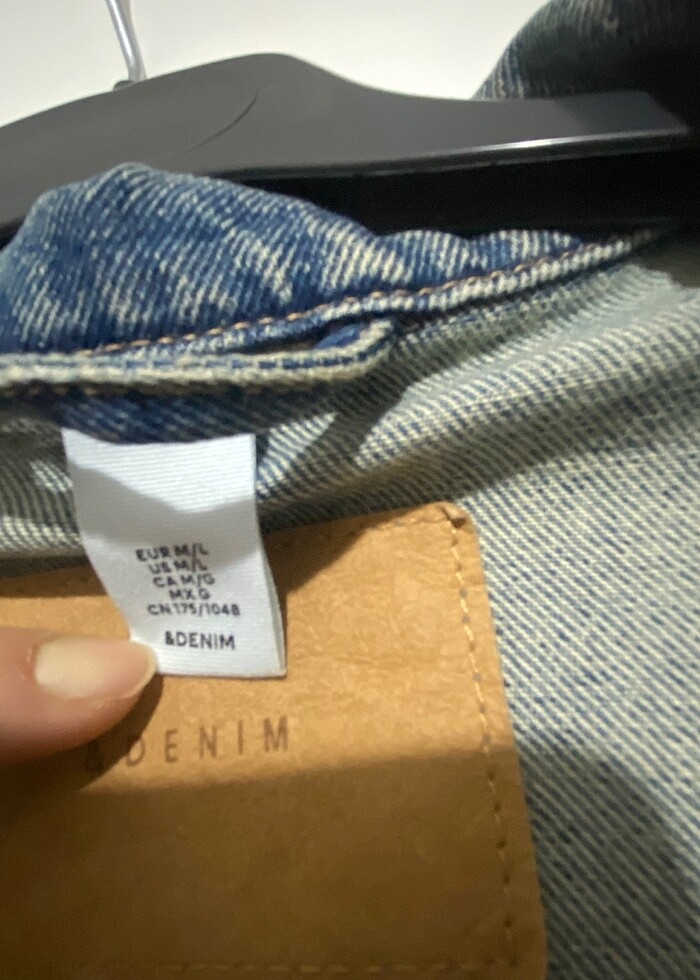 EUR M/L
US M/L
CA M/G
MX G
CN 175/104B
&DENIM
& DENIM